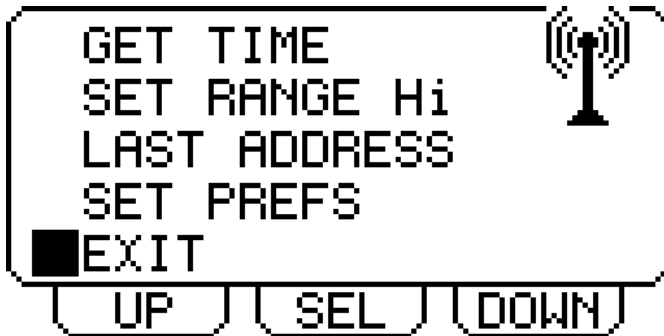 GET TIME
SET RANGE Hi
LAST ADDRESS
SET PREFS
EXIT
UP SEL DOWN